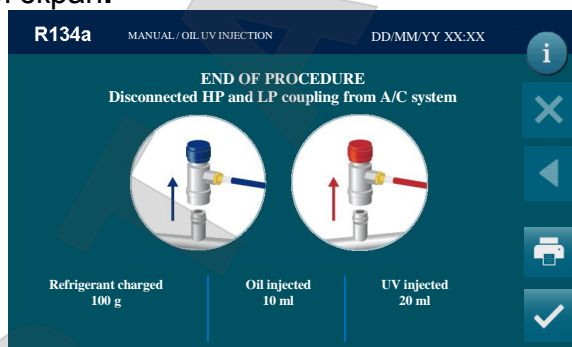 экран.
R134a MANUAL / OIL UV INJECTION DD/MM/YY XX:XX
i
END OF PROCEDURE
Disconnected HP and LP coupling from A/C system
Refrigerant charged Oil injected UV injected
100 g 10 ml 20 ml